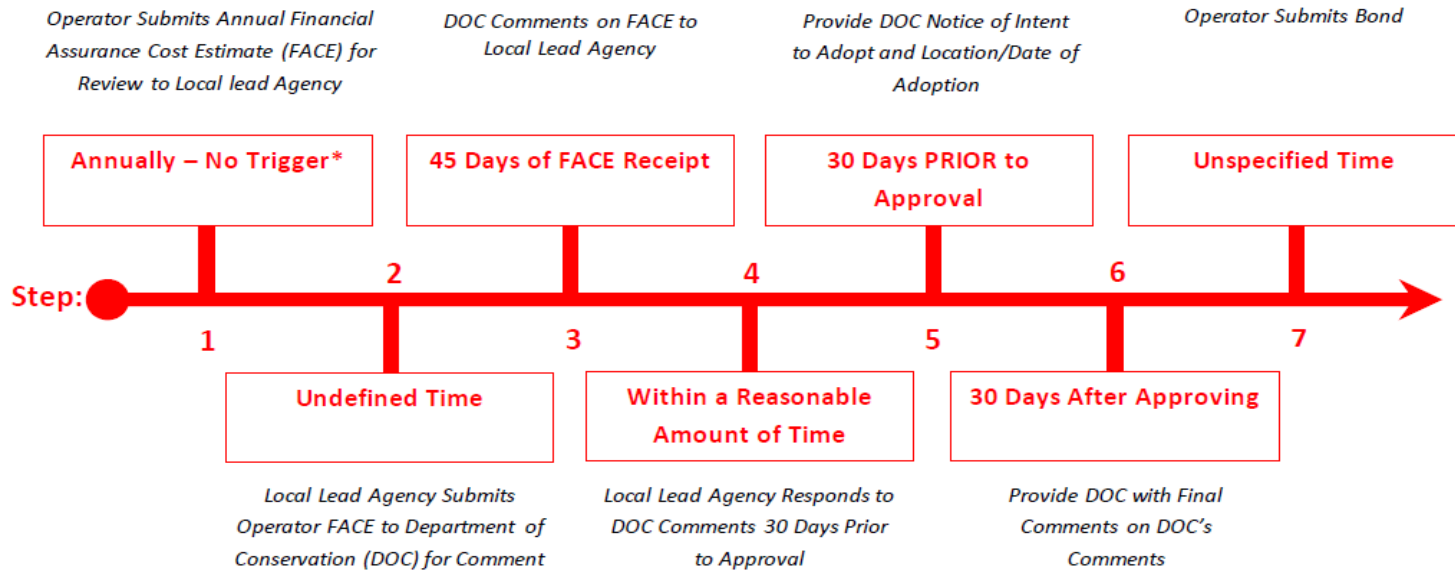 Operator Submits Annual Financial
Assurance Cost Estimate (FACE) for
Review to Local lead Agency
DOC Comments on FACE to
Local Lead Agency
Provide DOC Notice of Intent
to Adopt and Location/Date of
Adoption
Operator Submits Bond
Annually – No Trigger*
45 Days of FACE Receipt
30 Days PRIOR to
Approval
Unspecified Time
Step:
1
2
3
4
5
6
7
Undefined Time
Within a Reasonable
Amount of Time
30 Days After Approving
Local Lead Agency Submits
Operator FACE to Department of
Conservation (DOC) for Comment
Local Lead Agency Responds to
DOC Comments 30 Days Prior
to Approval
Provide DOC with Final
Comments on DOC's
Comments